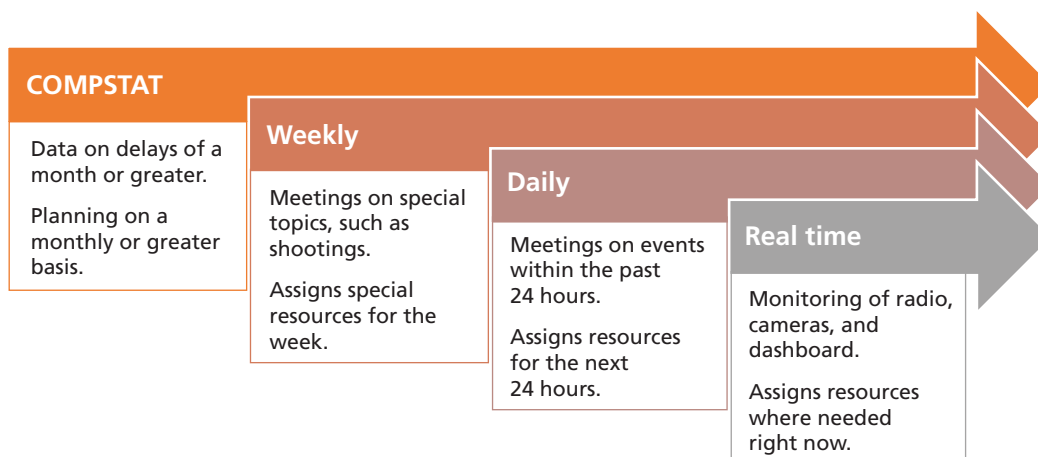 COMPSTAT
Data on delays of a
month or greater.
Planning on a
monthly or greater
basis.
Weekly
Meetings on special
topics, such as
shootings.
Assigns special
resources for the
week.
Daily
Meetings on events
within the past
24 hours.
Assigns resources
for the next
24 hours.
Real time
Monitoring of radio,
cameras, and
dashboard.
Assigns resources
where needed
right now.